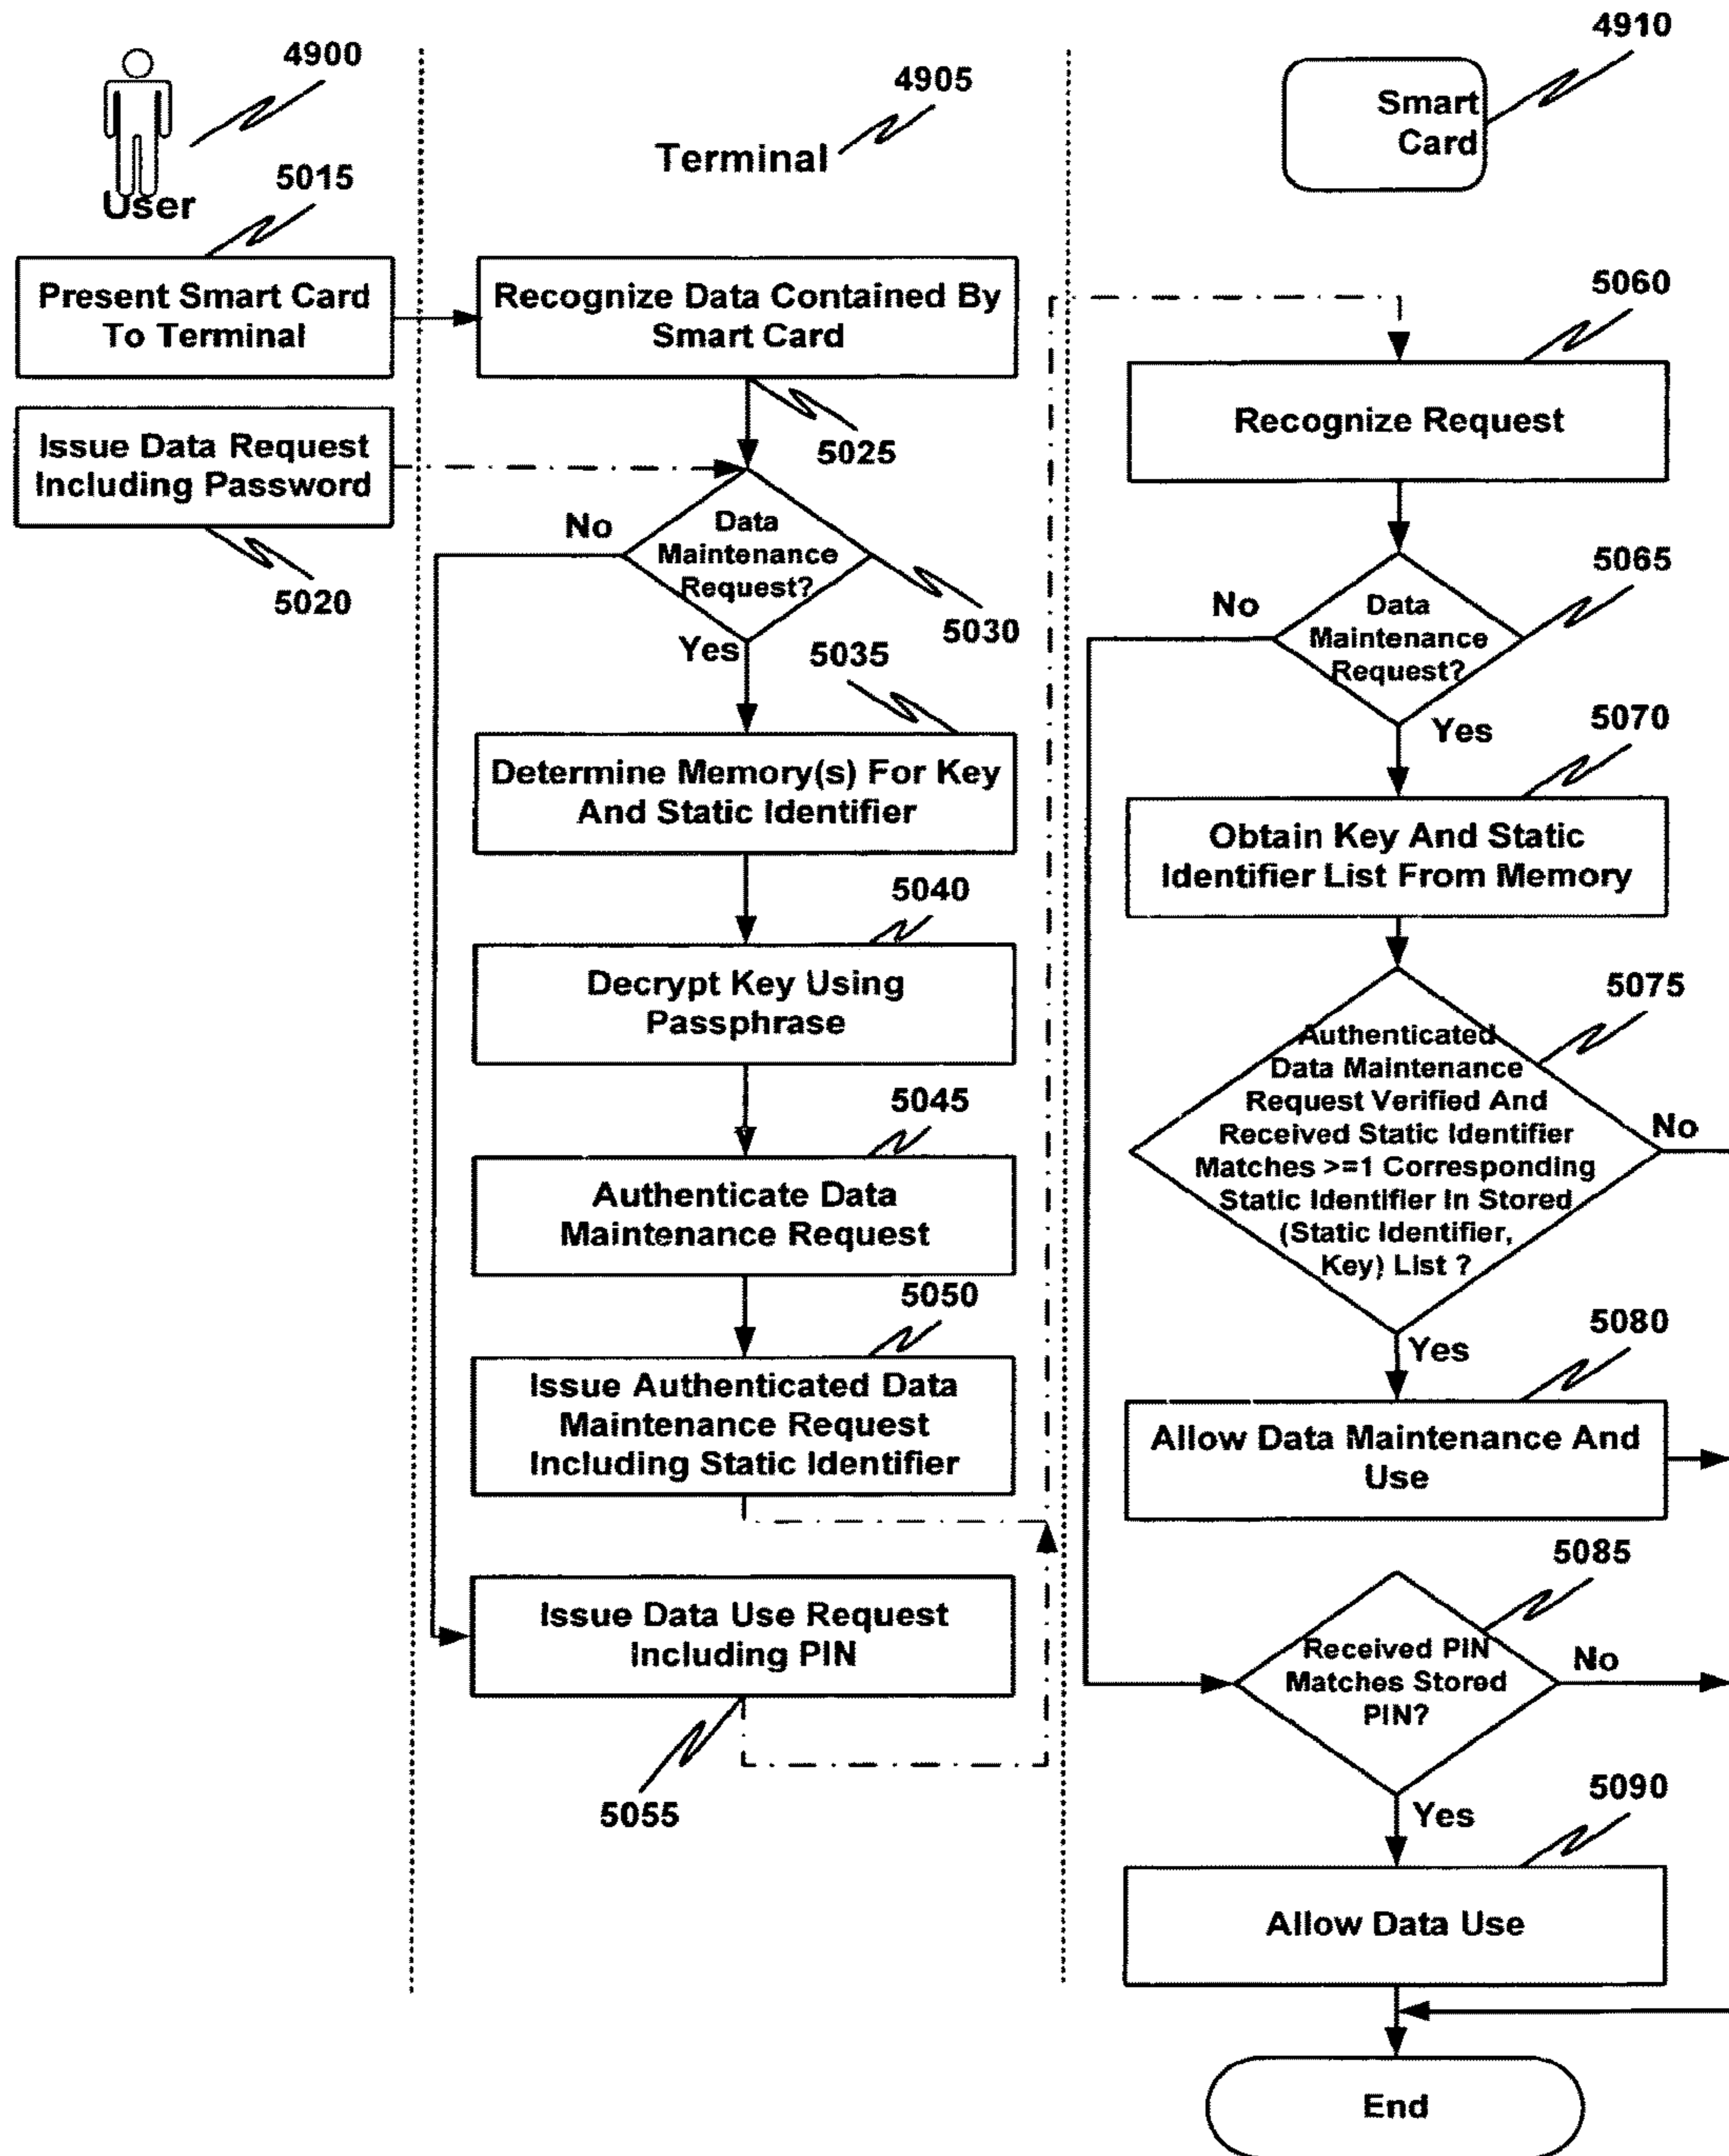 4900
User
5015
Present Smart Card
To Terminal
Issue Data Request
Including Password
5020
4905
Terminal
Recognize Data Contained By
Smart Card
5025
Data
Maintenance
Request?
No
Yes
5030
5035
Determine Memory(s) For Key
And Static Identifier
5040
Decrypt Key Using
Passphrase
5045
Authenticate Data
Maintenance Request
5050
Issue Authenticated Data
Maintenance Request
Including Static Identifier
Issue Data Use Request
Including PIN
5055
4910
Smart
Card
5060
Recognize Request
5065
No
Data
Maintenance
Request?
Yes
5070
Obtain Key And Static
Identifier List From Memory
5075
Authenticated
Data Maintenance
Request Verified And
Received Static Identifier
Matches >=1 Corresponding
Static Identifier In Stored
(Static Identifier,
Key) List ?
No
Yes
5080
Allow Data Maintenance And
Use
5085
Received PIN
Matches Stored
PIN?
No
Yes
5090
Allow Data Use
End